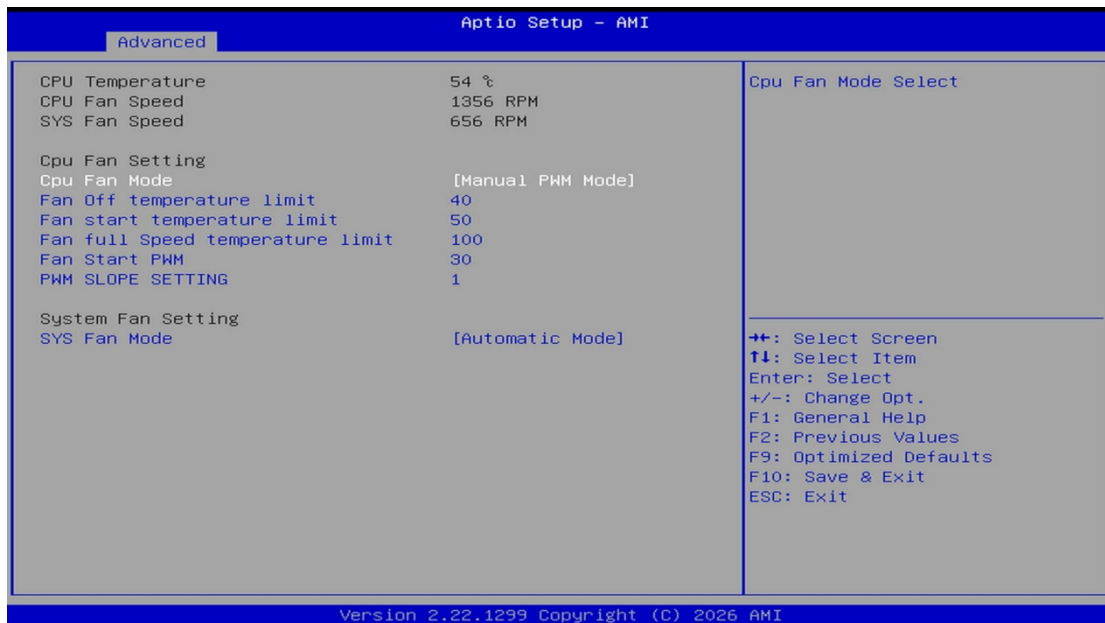 Aptio Setup – AMI
Advanced
CPU Temperature 54 ℃
CPU Fan Speed 1356 RPM
SYS Fan Speed 656 RPM
Cpu Fan Setting
Cpu Fan Mode [Manual PWM Mode]
Fan Off temperature limit 40
Fan start temperature limit 50
Fan full Speed temperature limit 100
Fan Start PWM 30
PWM SLOPE SETTING 1
System Fan Setting
SYS Fan Mode [Automatic Mode]
Cpu Fan Mode Select
→←: Select Screen
↑↓: Select Item
Enter: Select
+/-: Change Opt.
F1: General Help
F2: Previous Values
F9: Optimized Defaults
F10: Save & Exit
ESC: Exit
Version 2.22.1299 Copyright (C) 2026 AMI